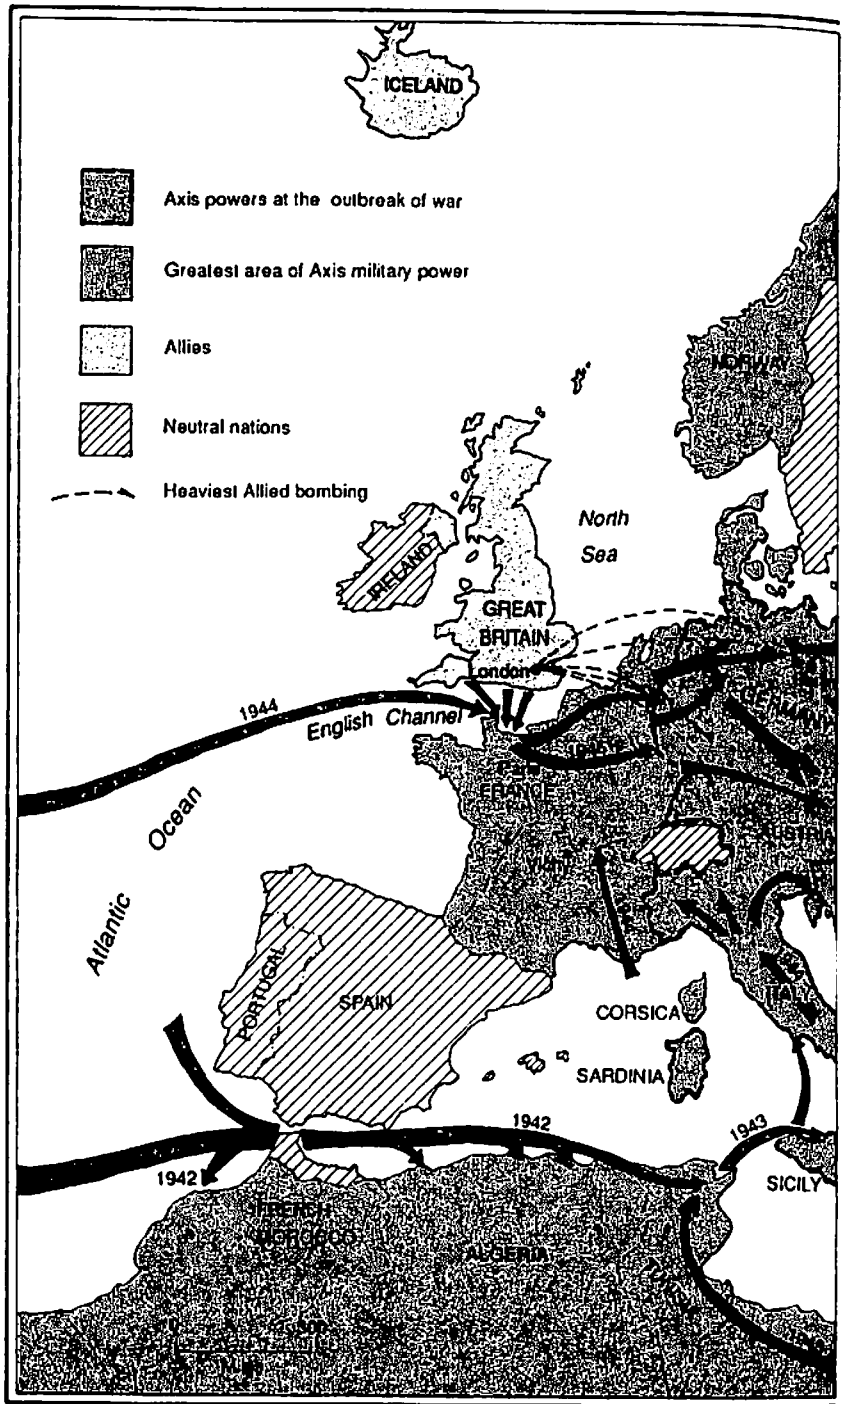 ICELAND
Axis powers at the outbreak of war
Greatest area of Axis military power
Allies
Neutral nations
Heaviest Allied bombing
NORWAY
North
Sea
IRELAND
GREAT
BRITAIN
London
1944
English Channel
GERMANY
FRANCE
AUSTRIA
Atlantic Ocean
PORTUGAL
SPAIN
CORSICA
ITALY
SARDINIA
1942
1943
1942
SICILY
FRENCH
MOROCCO
ALGERIA